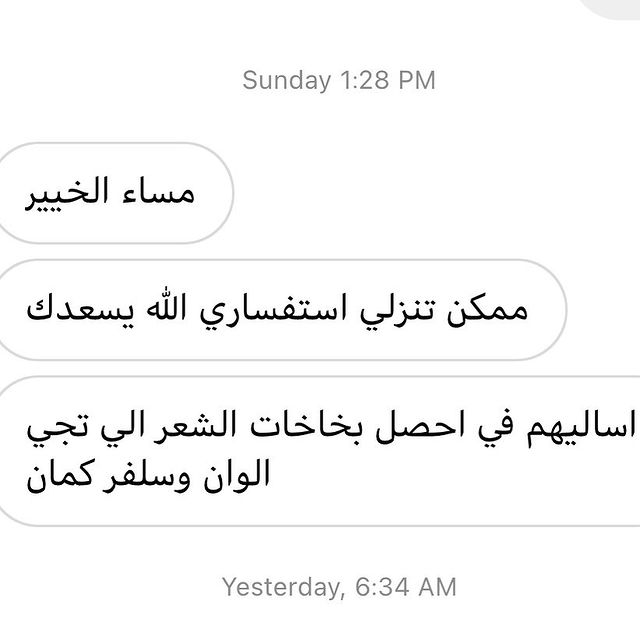 Sunday 1:28 PM
مساء الخيير
ممكن تنزلي استفساري الله يسعدك
اساليهم في احصل بخاخات الشعر الي تجي
الوان وسلفر كمان
Yesterday, 6:34 AM